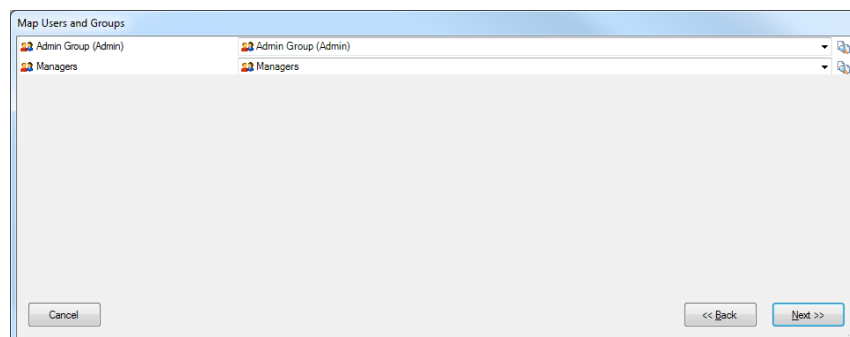 Map Users and Groups
Admin Group (Admin) Admin Group (Admin)
Managers Managers
Cancel << Back Next >>